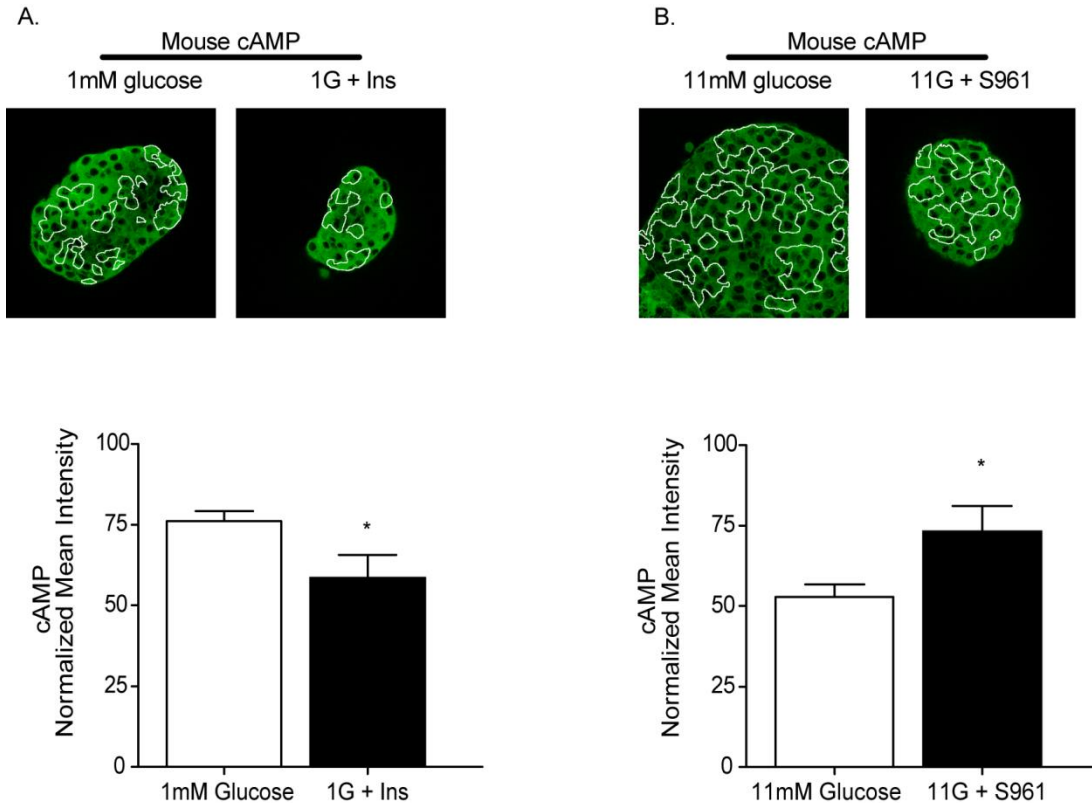 A.
Mouse cAMP
1mM glucose 1G + Ins
B.
Mouse cAMP
11mM glucose 11G + S961
cAMP
Normalized Mean Intensity
100
75
50
25
0
*
1mM Glucose 1G + Ins
cAMP
Normalized Mean Intensity
100
75
50
25
0
*
11mM Glucose 11G + S961